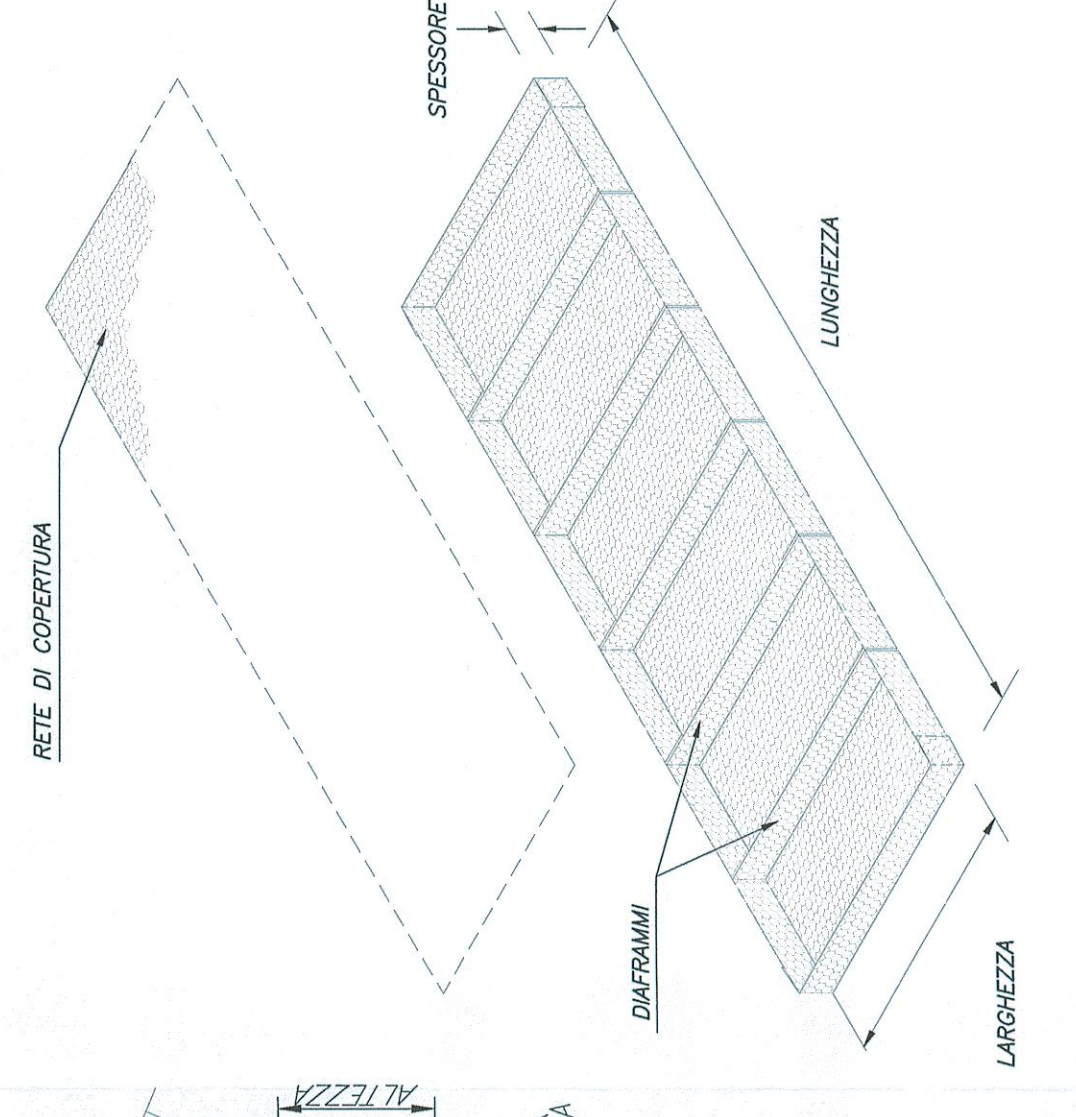 SPESSORE
RETE DI COPERTURA
LUNGHEZZA
DIAFRAMMI
LARGHEZZA
ALTEZZA